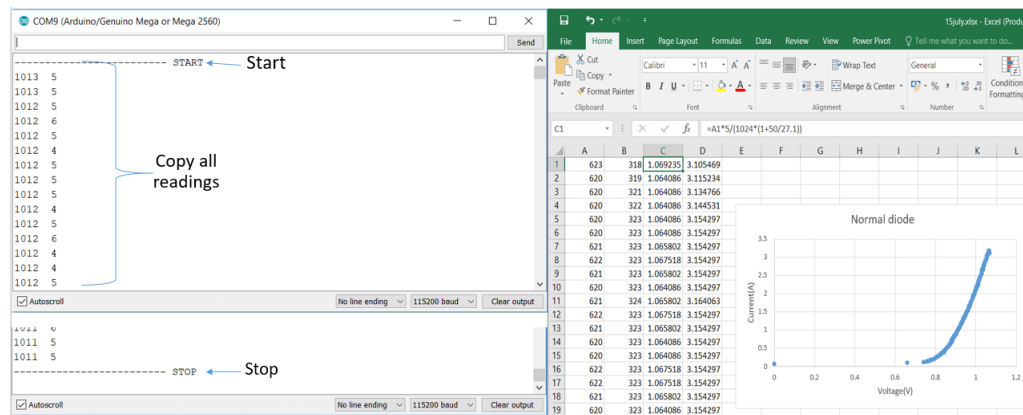 COM9 (Arduino/Genuino Mega or Mega 2560)
Send
---------------------------- START
Start
1013 5
1013 5
1012 5
1012 6
1012 5
1012 4
1012 5
1012 5
1012 5
1012 4
1012 5
1012 6
1012 4
1012 4
1012 5
Copy all
readings
Autoscroll
No line ending
115200 baud
Clear output
1011 6
1011 5
1011 5
---------------------------- STOP
Stop
Autoscroll
No line ending
115200 baud
Clear output
15july.xlsx - Excel (Produ
File Home Insert Page Layout Formulas Data Review View Power Pivot Tell me what you want to do...
Paste
Cut
Copy
Format Painter
Clipboard
Calibri 11
B I U
Font
Wrap Text
Merge & Center
Alignment
General
% ,
Number
Condition
Formatting
C1
fx =A1*5/(1024*(1+50/27.1))
A B C D E F G H I J K L
1 623 318 1.069235 3.105469
2 620 319 1.064086 3.115234
3 620 321 1.064086 3.134766
4 620 322 1.064086 3.144531
5 620 323 1.064086 3.154297
6 620 323 1.064086 3.154297
7 621 323 1.065802 3.154297
8 622 323 1.067518 3.154297
9 621 323 1.065802 3.154297
10 621 323 1.065802 3.154297
11 621 324 1.065802 3.164063
12 622 323 1.067518 3.154297
13 621 323 1.065802 3.154297
14 620 323 1.064086 3.154297
15 620 323 1.064086 3.154297
16 622 323 1.067518 3.154297
17 622 323 1.067518 3.154297
18 621 323 1.065802 3.154297
19 620 323 1.064086 3.154297
Normal diode
3.5
3
2.5
2
1.5
1
0.5
0
Current(A)
0 0.2 0.4 0.6 0.8 1 1.2
Voltage(V)